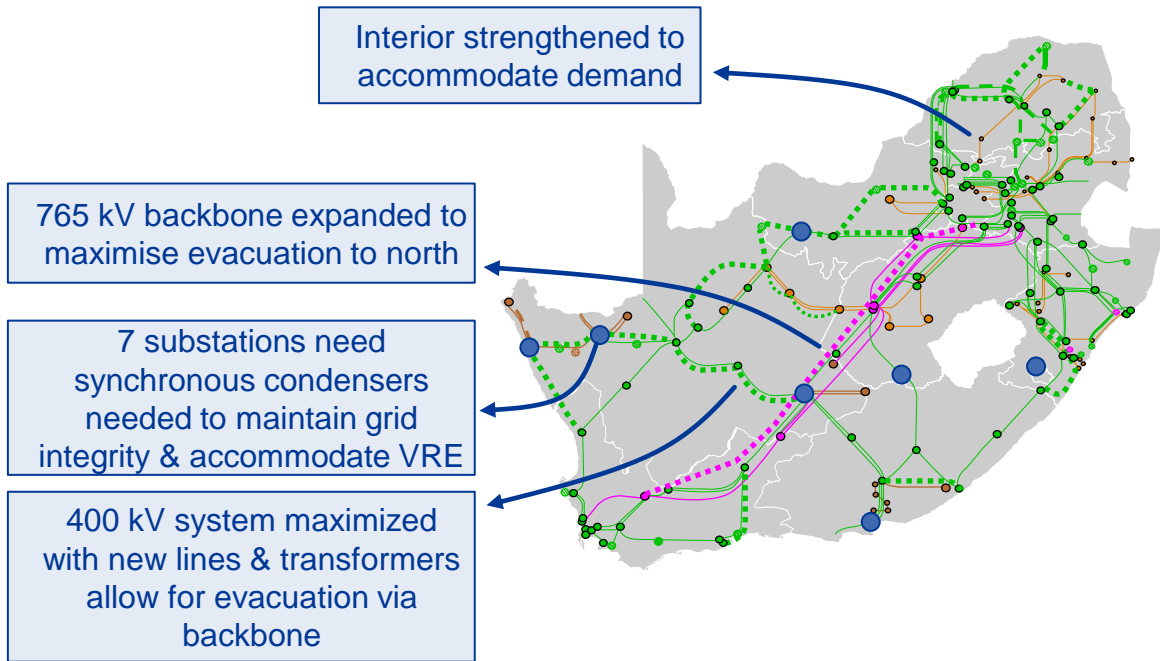 Interior strengthened to
accommodate demand
765 kV backbone expanded to
maximise evacuation to north
7 substations need
synchronous condensers
needed to maintain grid
integrity & accommodate VRE
400 kV system maximized
with new lines & transformers
allow for evacuation via
backbone